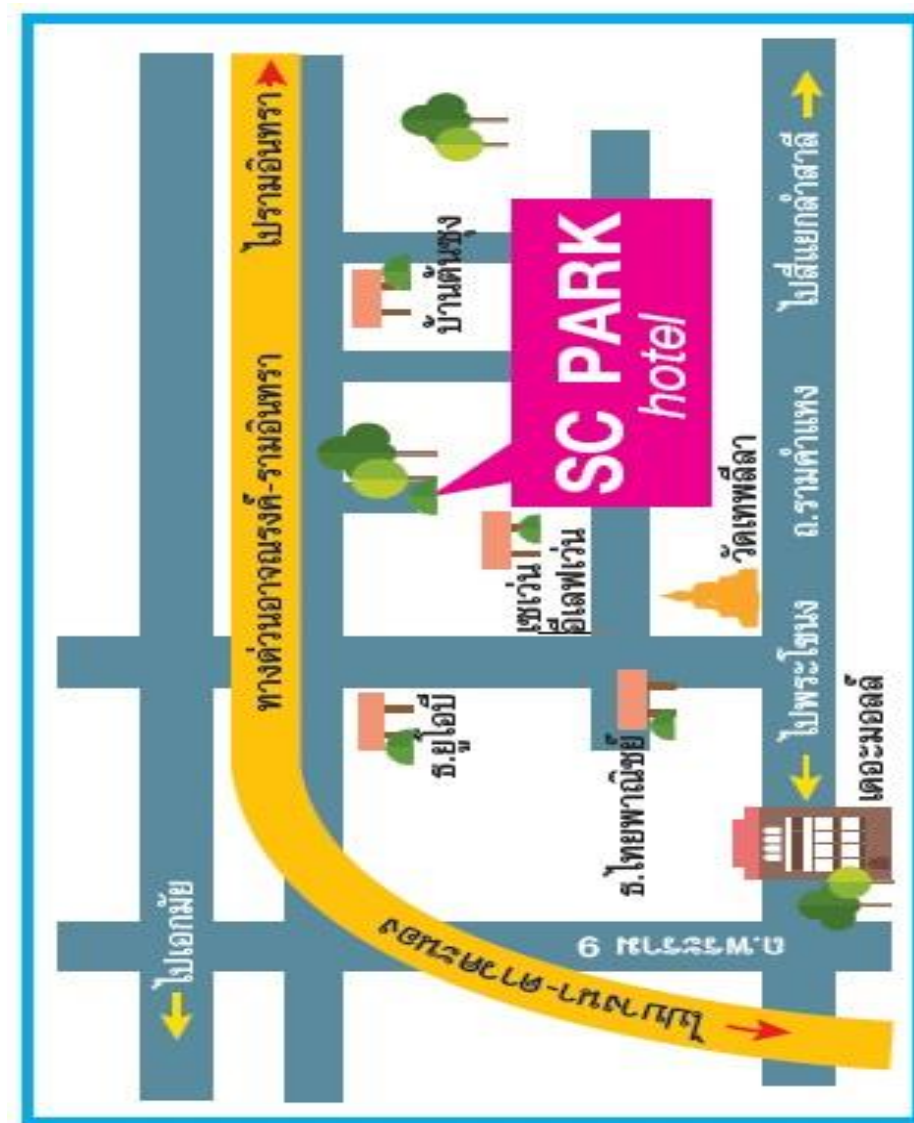 ไปรามอินทรา
ทางด่วนอาจณรงค์-รามอินทรา
ไปบางนา-ดาวคะนอง
ไปเอกมัย
บ้านต้นซุง
SC PARK
hotel
เซเว่น
อีเลฟเว่น
ธ.ยูโอบี
ธ.ไทยพาณิชย์
วัดเทพลีลา
ไปสี่แยกลำสาลี
ถ.รามคำแหง
ไปพระโขนง
เดอะมอลล์
ถ.พระราม 9